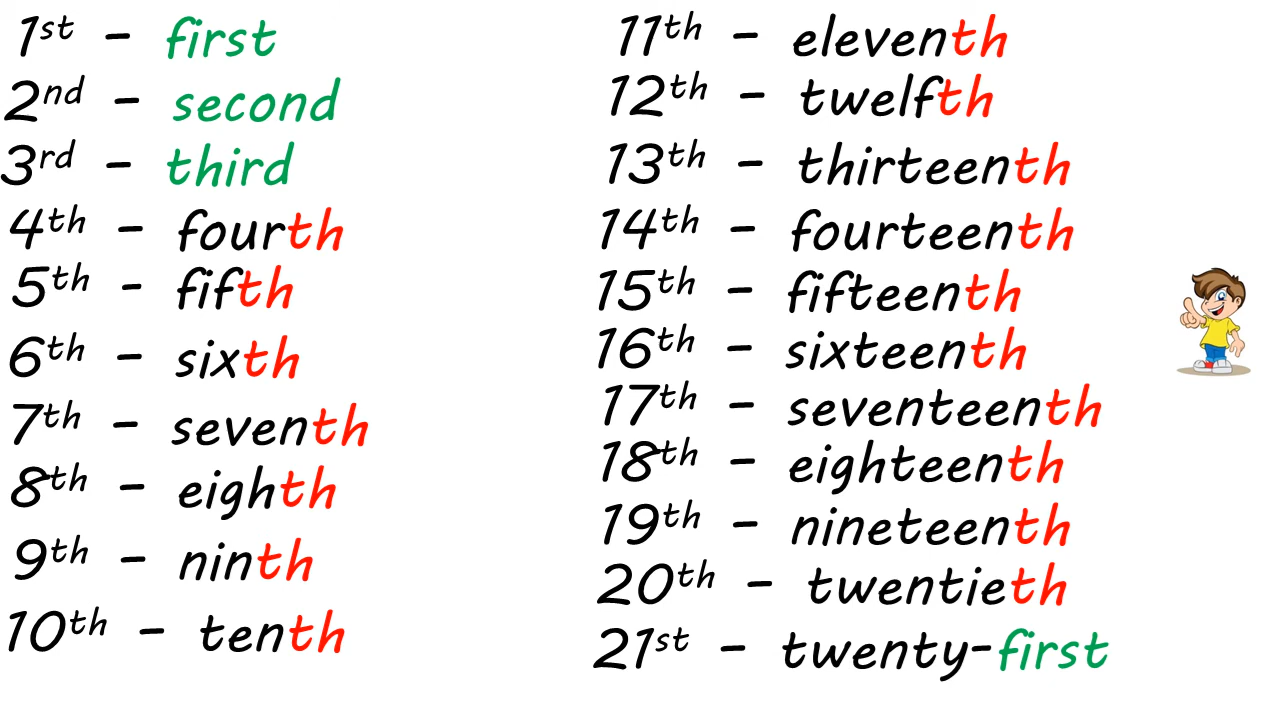 1st - first
2nd - second
3rd - third
4th - fourth
5th - fifth
6th - sixth
7th - seventh
8th - eighth
9th - ninth
10th - tenth
11th - eleventh
12th - twelfth
13th - thirteenth
14th - fourteenth
15th - fifteenth
16th - sixteenth
17th - seventeenth
18th - eighteenth
19th - nineteenth
20th - twentieth
21st - twenty-first